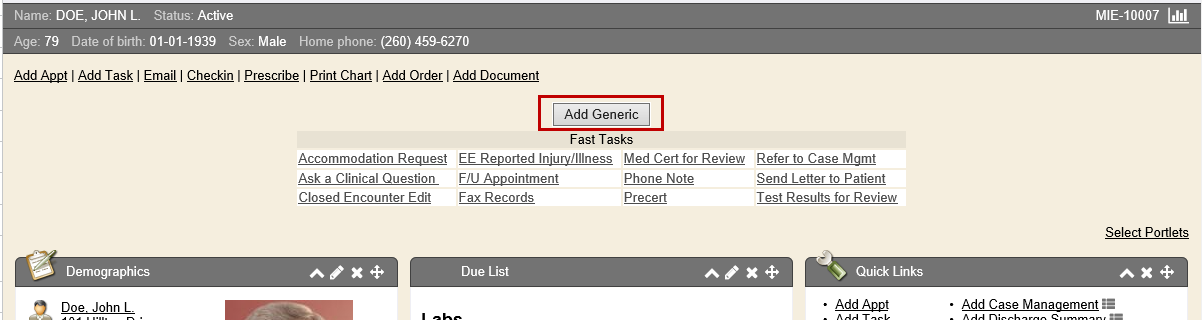 Name: DOE, JOHN L. Status: Active MIE-10007
Age: 79 Date of birth: 01-01-1939 Sex: Male Home phone: (260) 459-6270
Add Appt | Add Task | Email | Checkin | Prescribe | Print Chart | Add Order | Add Document
Add Generic
Fast Tasks
Accommodation Request EE Reported Injury/Illness Med Cert for Review Refer to Case Mgmt
Ask a Clinical Question F/U Appointment Phone Note Send Letter to Patient
Closed Encounter Edit Fax Records Precert Test Results for Review
Select Portlets
Demographics Due List Quick Links
Doe, John L. • Add Appt • Add Case Management
Labs • Add Task • Add Discharge Summary